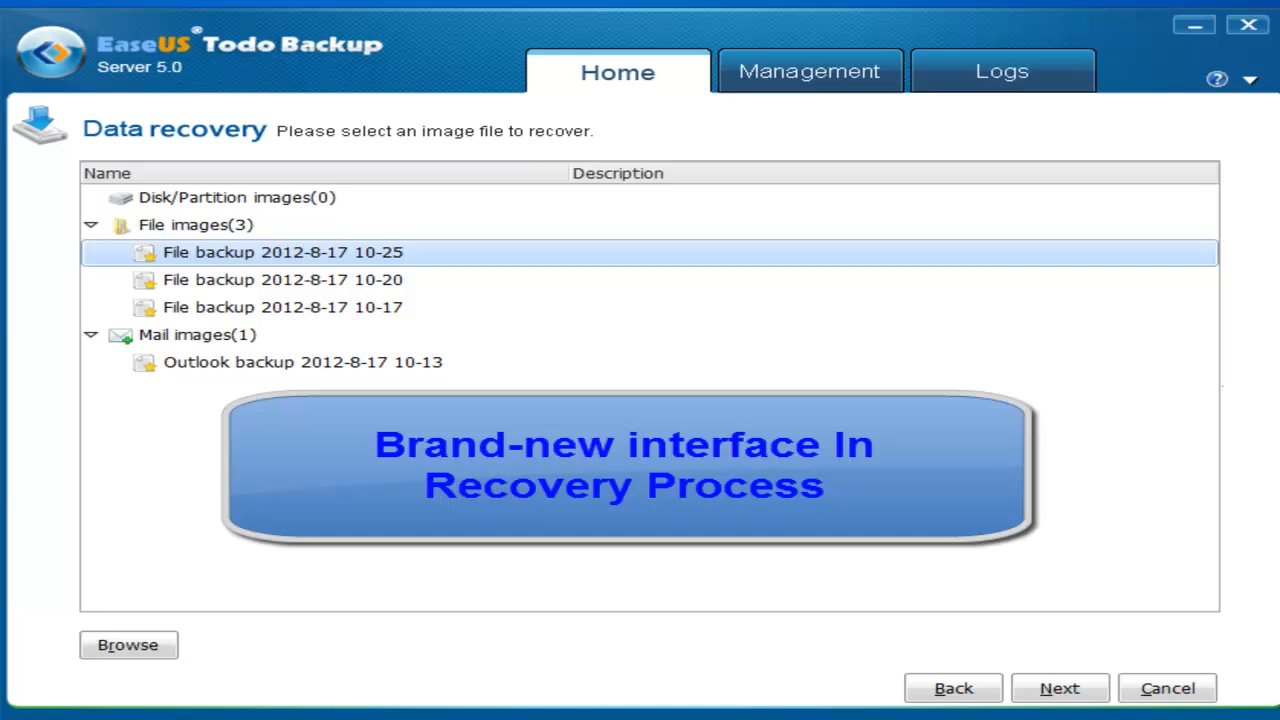 EaseUS® Todo Backup
Server 5.0
Home
Management
Logs
?
Data recovery Please select an image file to recover.
Name
Description
Disk/Partition images(0)
File images(3)
File backup 2012-8-17 10-25
File backup 2012-8-17 10-20
File backup 2012-8-17 10-17
Mail images(1)
Outlook backup 2012-8-17 10-13
Brand-new interface In
Recovery Process
Browse
Back
Next
Cancel